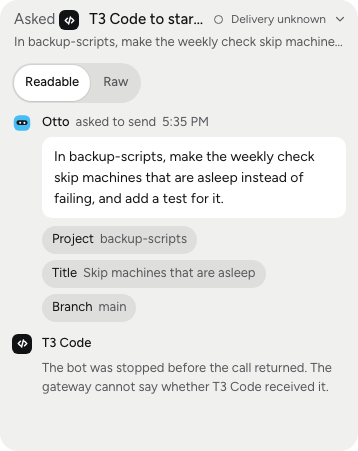 Asked T3 Code to star... Delivery unknown
In backup-scripts, make the weekly check skip machine...
Readable Raw
Otto asked to send 5:35 PM
In backup-scripts, make the weekly check
skip machines that are asleep instead of
failing, and add a test for it.
Project backup-scripts
Title Skip machines that are asleep
Branch main
T3 Code
The bot was stopped before the call returned. The
gateway cannot say whether T3 Code received it.